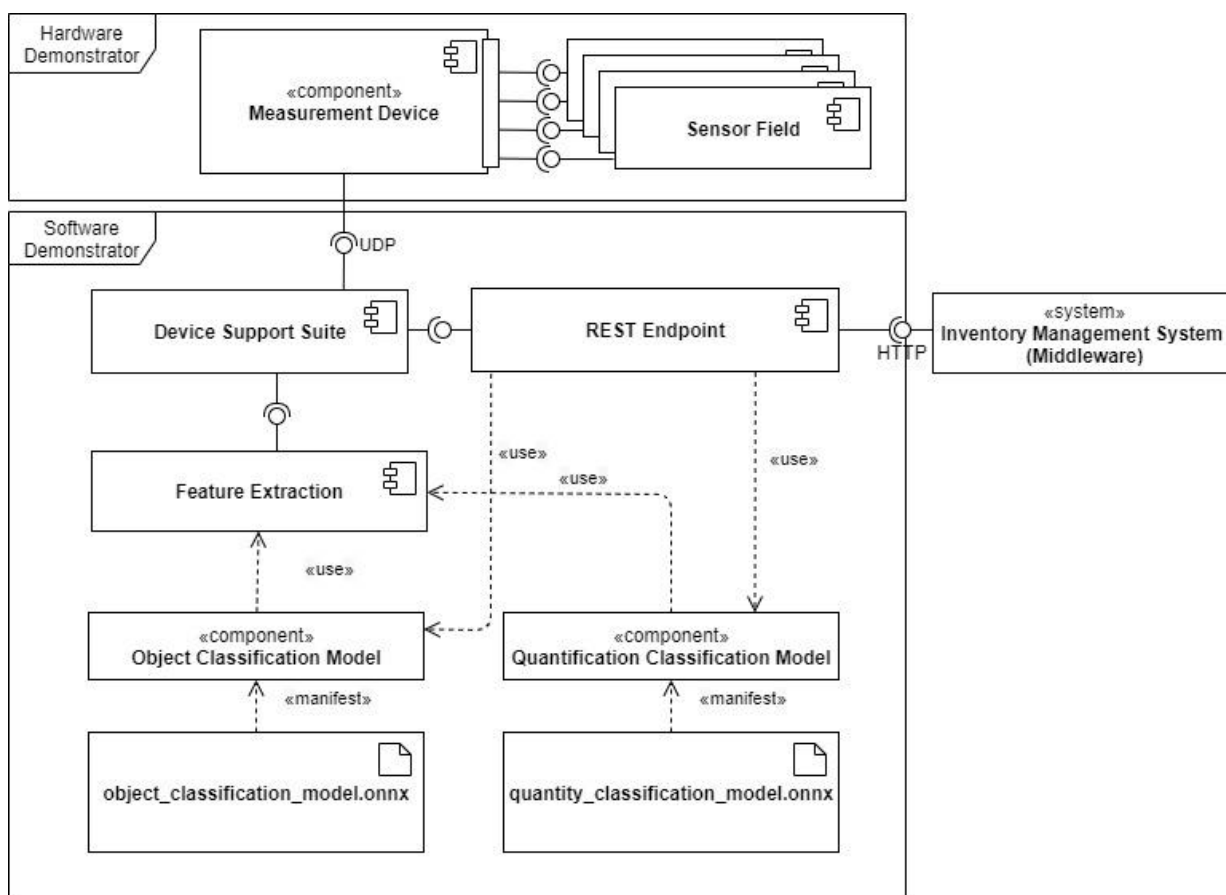 Hardware
Demonstrator
«component»
Measurement Device
Sensor Field
Software
Demonstrator
UDP
Device Support Suite
REST Endpoint
HTTP
«system»
Inventory Management System
(Middleware)
«use»
«use»
«use»
Feature Extraction
«use»
«component»
Object Classification Model
«component»
Quantification Classification Model
«manifest»
«manifest»
object_classification_model.onnx
quantity_classification_model.onnx